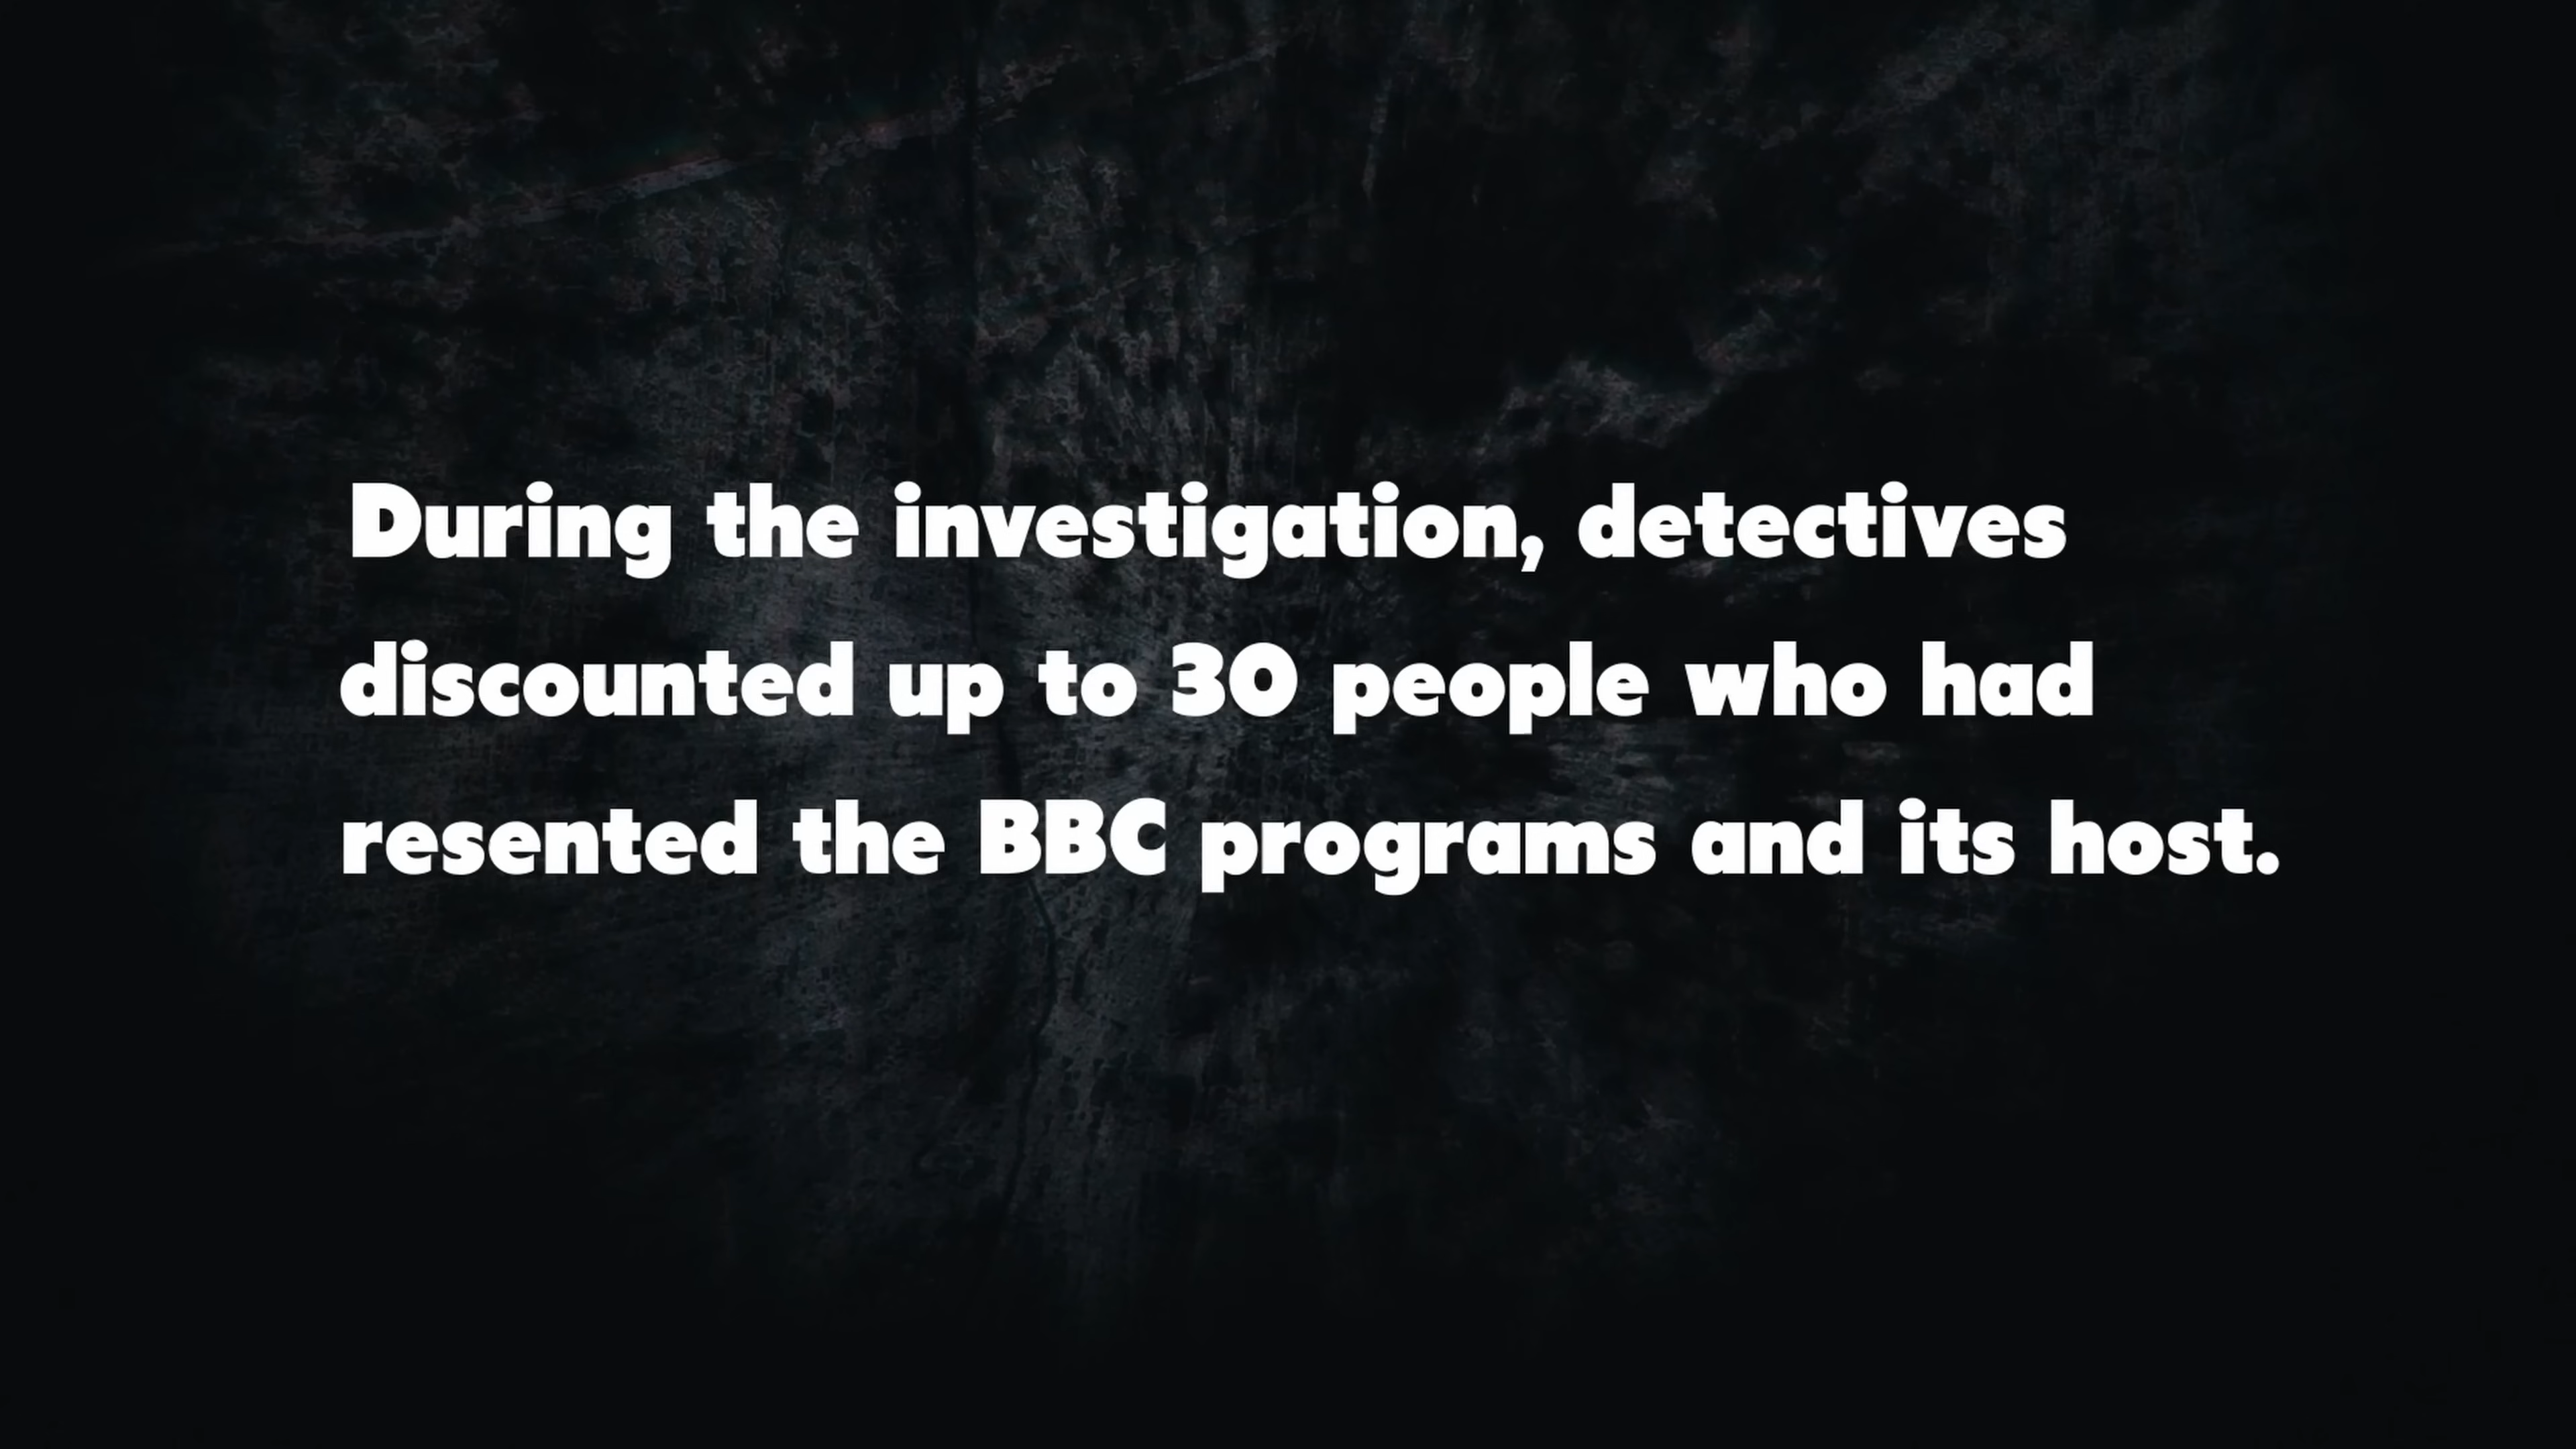 During the investigation, detectives
discounted up to 30 people who had
resented the BBC programs and its host.